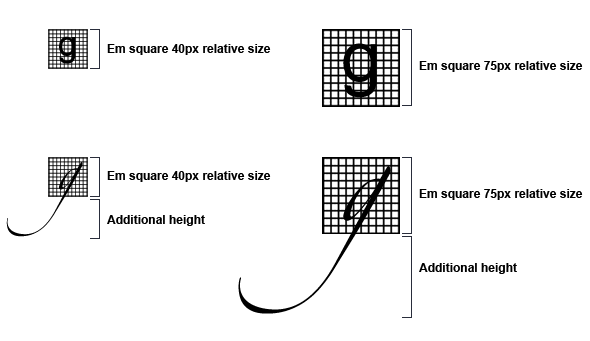 g
Em square 40px relative size
g
Em square 75px relative size
g
Em square 40px relative size
Additional height
g
Em square 75px relative size
Additional height